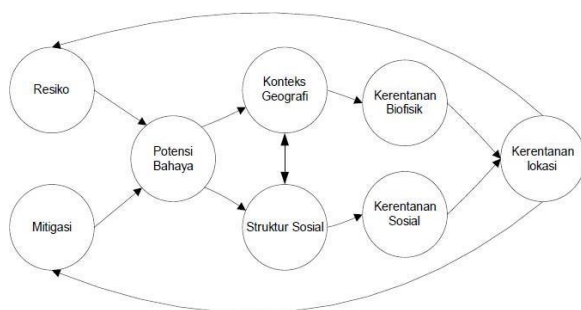 Resiko
Konteks
Geografi
Kerentanan
Biofisik
Potensi
Bahaya
Kerentanan
lokasi
Mitigasi
Struktur Sosial
Kerentanan
Sosial